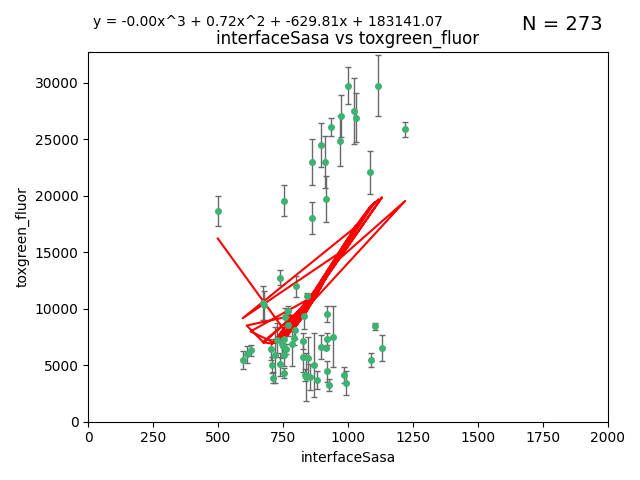 y = -0.00x^3 + 0.72x^2 + -629.81x + 183141.07
N = 273
interfaceSasa vs toxgreen_fluor
30000
25000
20000
15000
10000
5000
0
toxgreen_fluor
0 250 500 750 1000 1250 1500 1750 2000
interfaceSasa